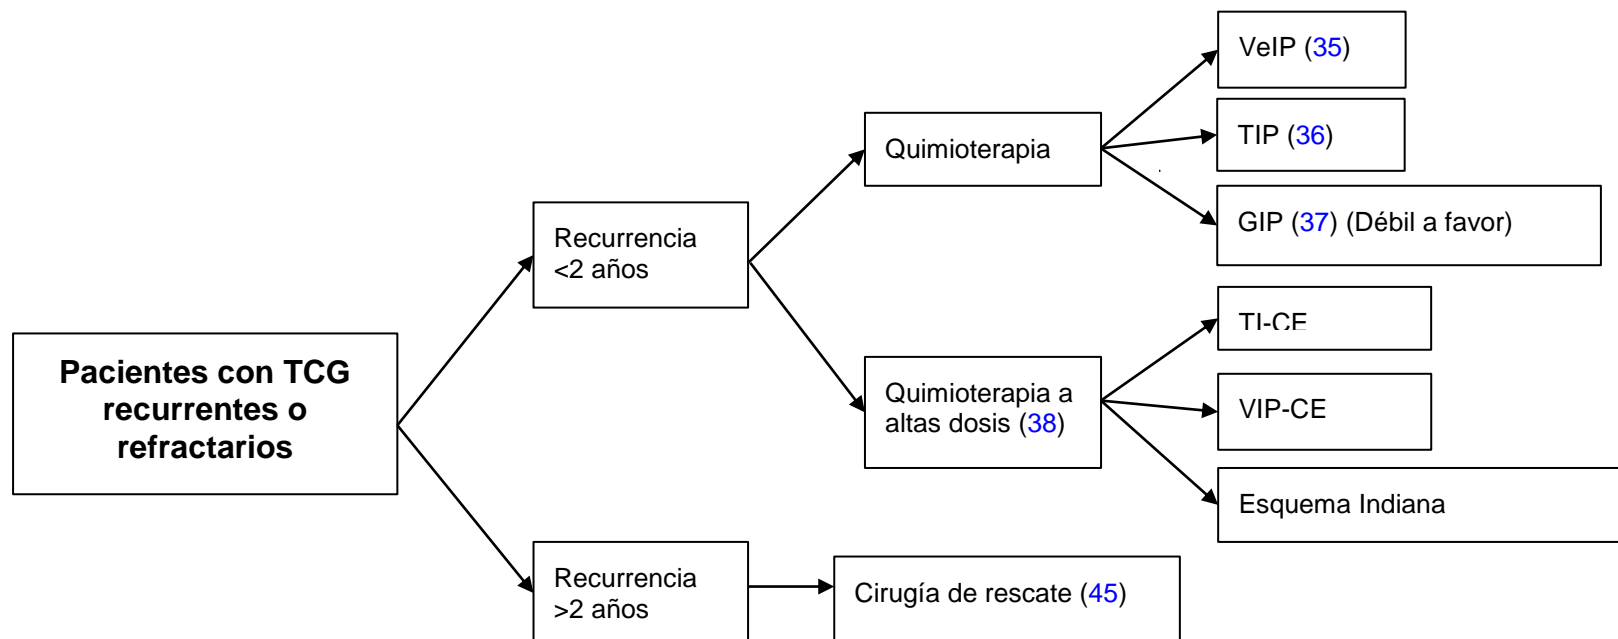 Pacientes con TCG
recurrentes o
refractarios
Recurrencia
<2 años
Quimioterapia
VeIP (35)
TIP (36)
GIP (37) (Débil a favor)
Quimioterapia a
altas dosis (38)
TI-CE
VIP-CE
Esquema Indiana
Recurrencia
>2 años
Cirugía de rescate (45)